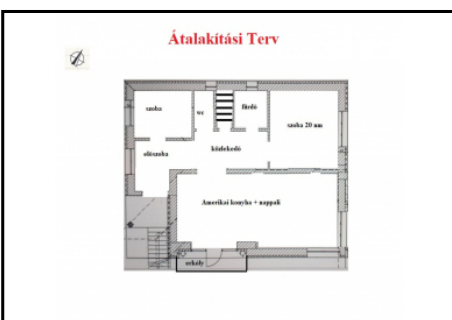 Átalakítási Terv
szoba
wc
fürdő
szoba 20 nm
előszoba
közlekedő
Amerikai konyha + nappali
erkély